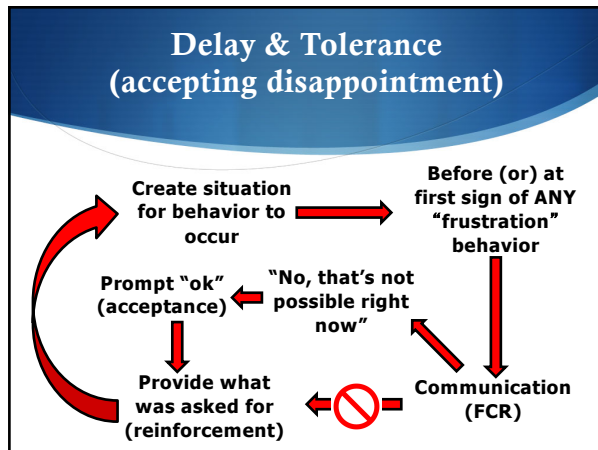 Delay & Tolerance
(accepting disappointment)
Create situation
for behavior to
occur
Before (or) at
first sign of ANY
“frustration”
behavior
Communication
(FCR)
“No, that’s not
possible right
now”
Prompt “ok”
(acceptance)
Provide what
was asked for
(reinforcement)